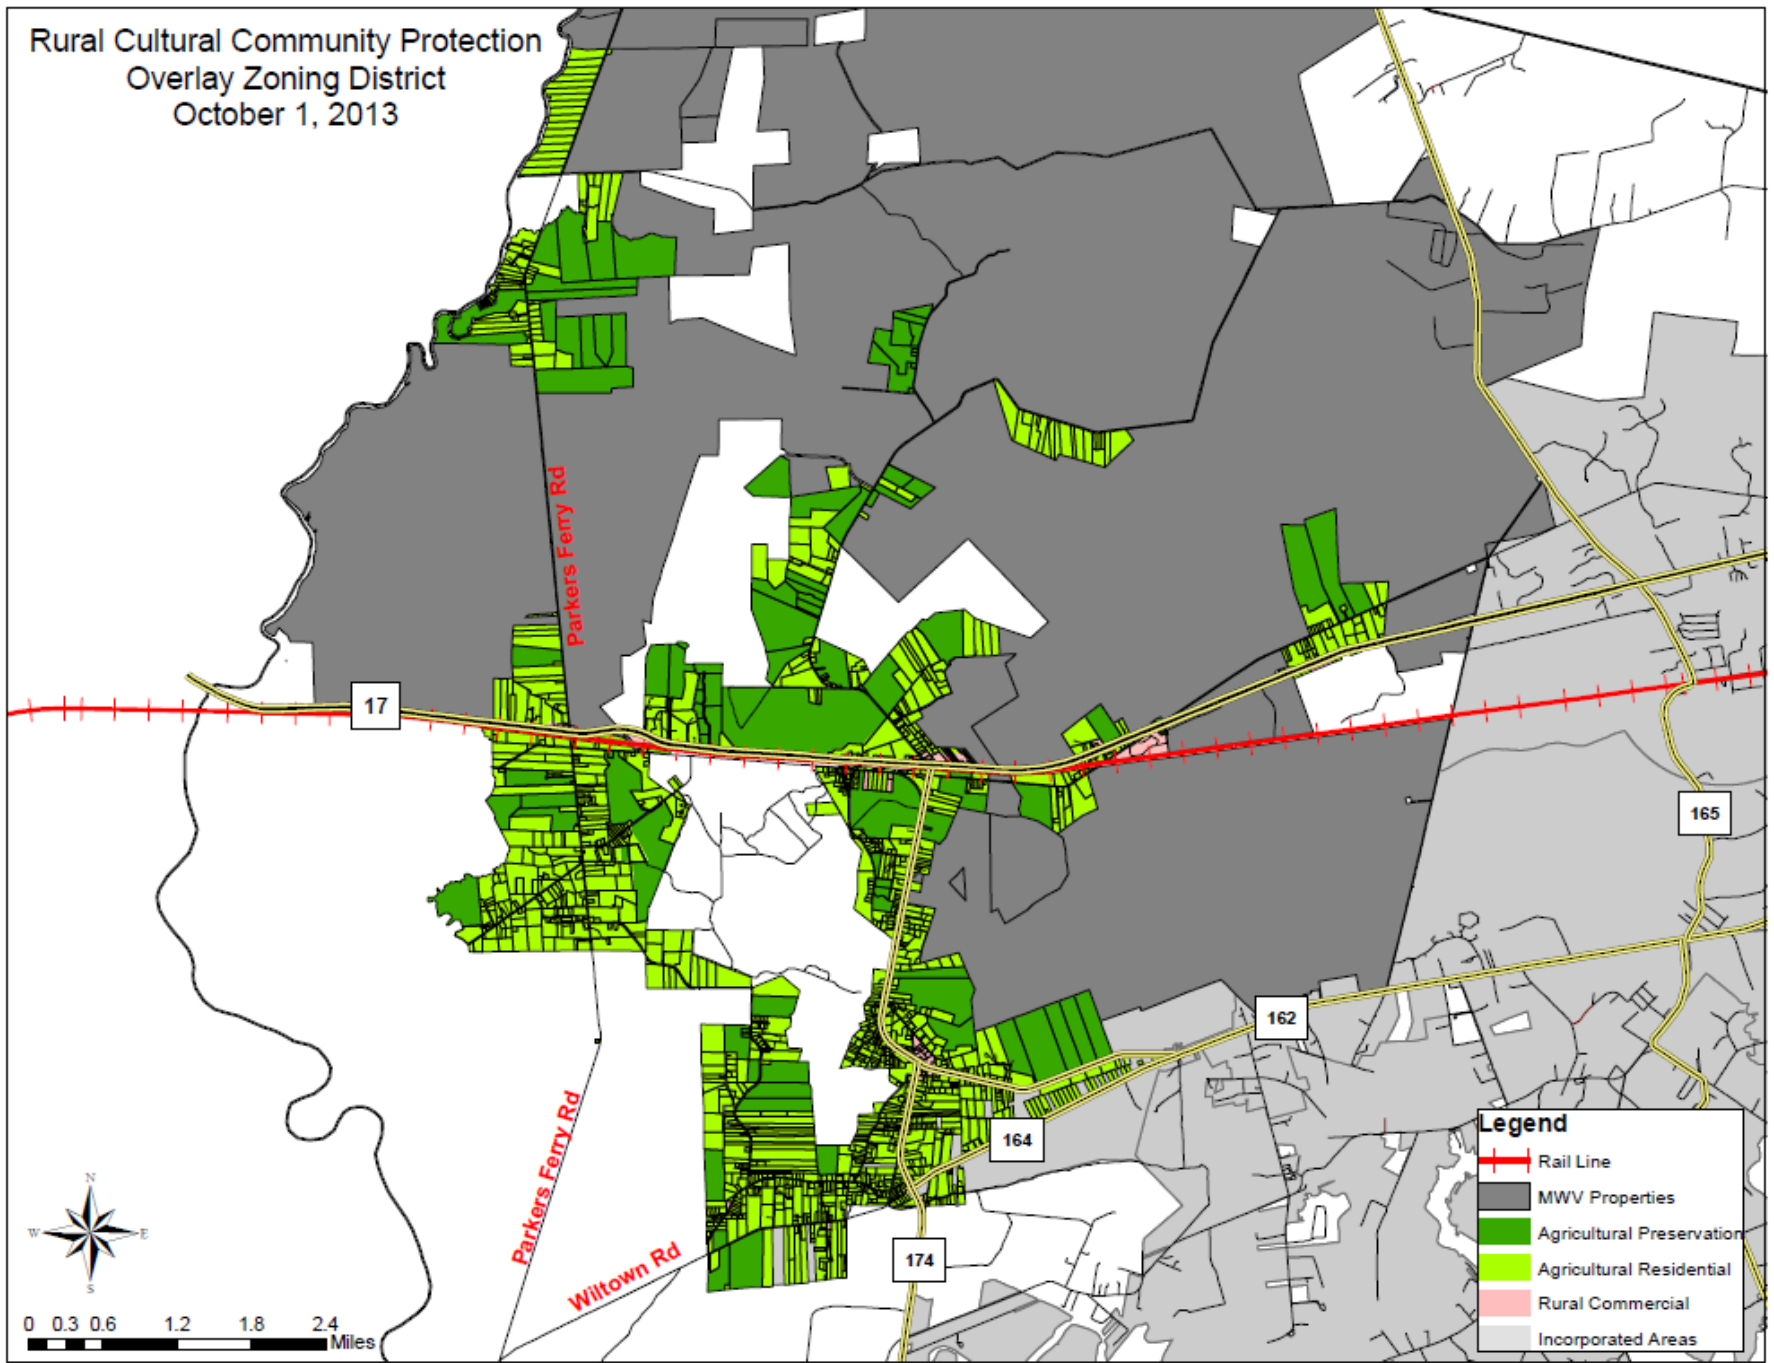 Rural Cultural Community Protection
Overlay Zoning District
October 1, 2013
Parkers Ferry Rd
17
165
162
164
174
Parkers Ferry Rd
Wiltown Rd
N
W
E
S
0 0.3 0.6 1.2 1.8 2.4
Miles
Legend
Rail Line
MWV Properties
Agricultural Preservation
Agricultural Residential
Rural Commercial
Incorporated Areas